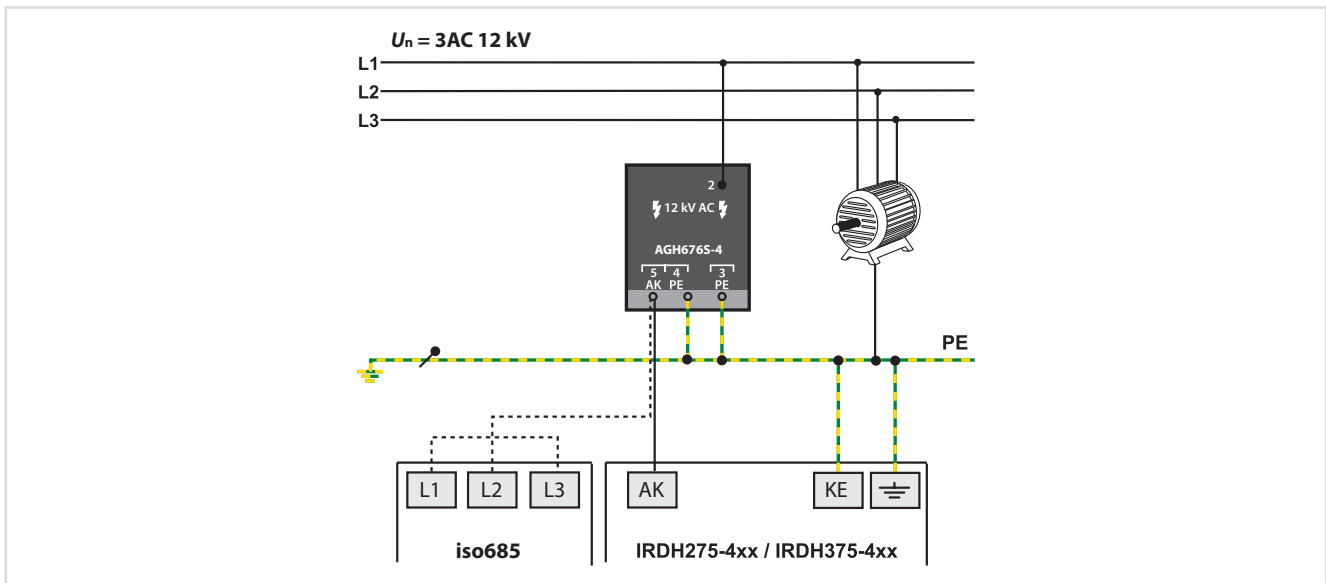 Un = 3AC 12 kV
L1
L2
L3
2
12 kV AC
AGH676S-4
5 4 3
AK PE PE
PE
L1 L2 L3 AK KE
iso685 IRDH275-4xx / IRDH375-4xx